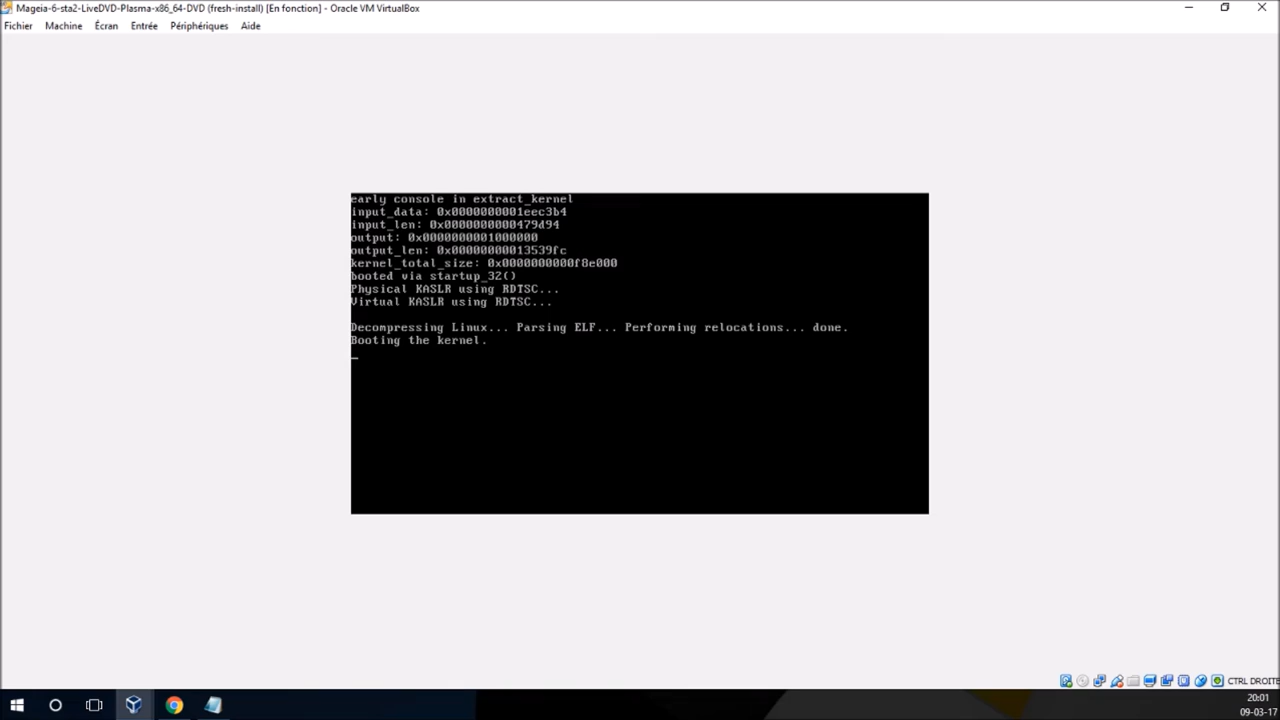 Mageia-6-sta2-LiveDVD-Plasma-x86_64-DVD (fresh-install) [En fonction] - Oracle VM VirtualBox
Fichier Machine Écran Entrée Périphériques Aide
early console in extract_kernel
input_data: 0x0000000001eec3b4
input_len: 0x0000000000479d94
output: 0x0000000001000000
output_len: 0x00000000013539fc
kernel_total_size: 0x0000000000f8e000
booted via startup_32()
Physical KASLR using RDTSC...
Virtual KASLR using RDTSC...
Decompressing Linux... Parsing ELF... Performing relocations... done.
Booting the kernel.
_
CTRL DROITE
20:01
09-03-17